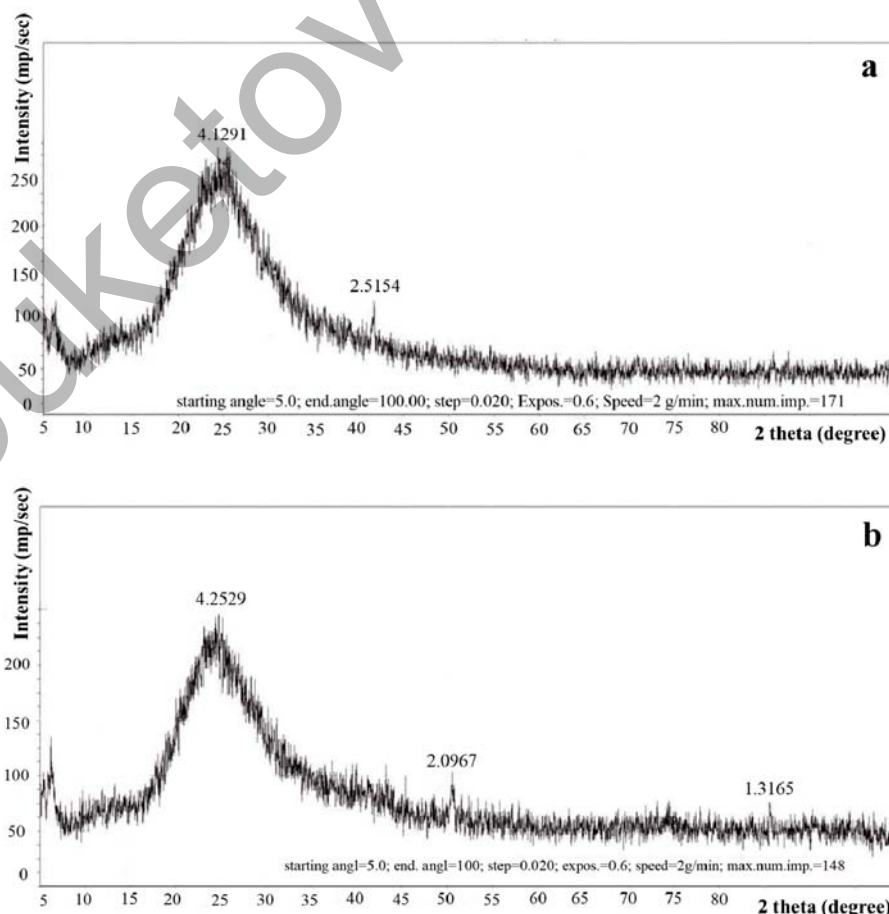 a
Intensity (mp/sec)
4.1291
250
200
150
100
50
0
2.5154
starting angle=5.0; end.angle=100.00; step=0.020; Expos.=0.6; Speed=2 g/min; max.num.imp.=171
5 10 15 20 25 30 35 40 45 50 55 60 65 70 75 80
2 theta (degree)
b
Intensity (mp/sec)
4.2529
200
150
100
50
0
2.0967
1.3165
starting angl=5.0; end. angl=100; step=0.020; expos.=0.6; speed=2g/min; max.num.imp.=148
5 10 15 20 25 30 35 40 45 50 55 60 65 70 75 80
2 theta (degree)
uketov